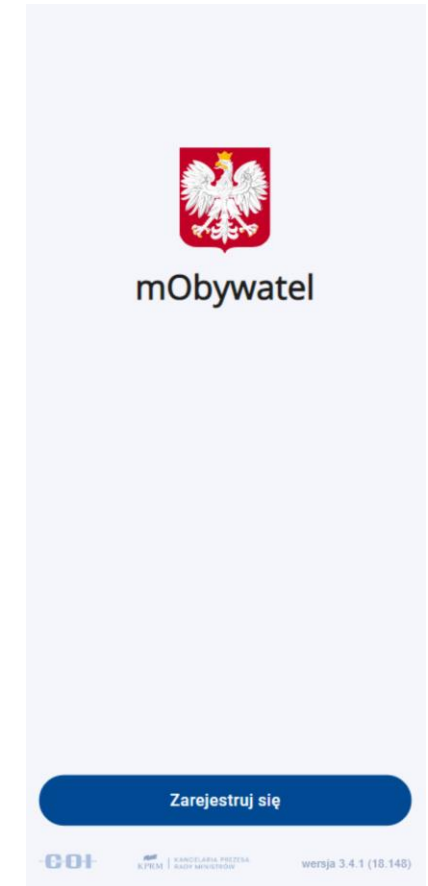 mObywatel
Zarejestruj się
COI
KPRM
KANCELARIA PREZESA
RADY MINISTRÓW
wersja 3.4.1 (18.148)